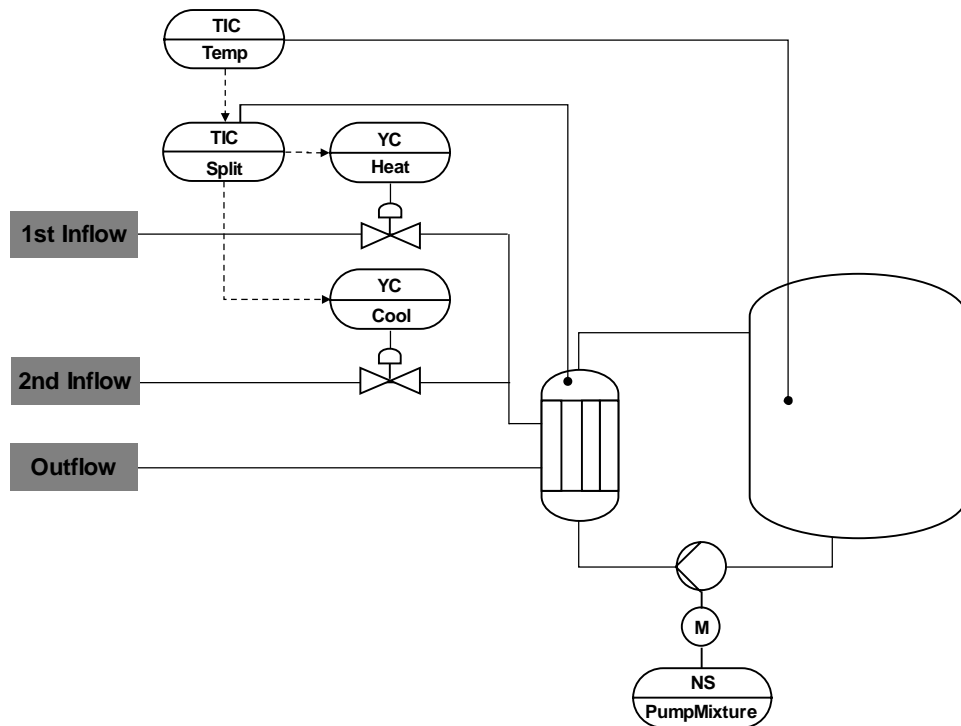 TIC
Temp
TIC
Split
YC
Heat
1st Inflow
YC
Cool
2nd Inflow
Outflow
M
NS
PumpMixture